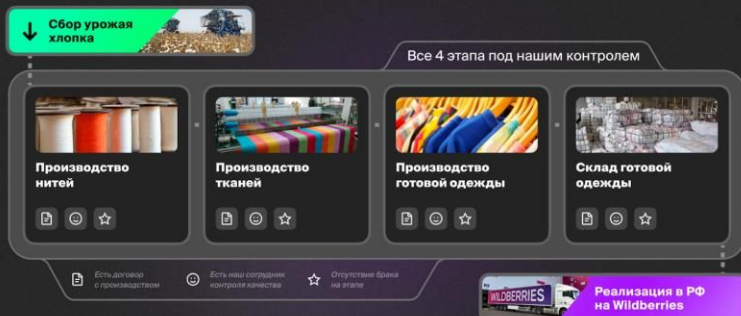 Сбор урожая
хлопка
Все 4 этапа под нашим контролем
Производство
нитей
Производство
тканей
Производство
готовой одежды
Склад готовой
одежды
Есть договор
с производством
Есть наш сотрудник
контроля качества
Отсутствие брака
на этапе
WILDBERRIES
Реализация в РФ
на Wildberries